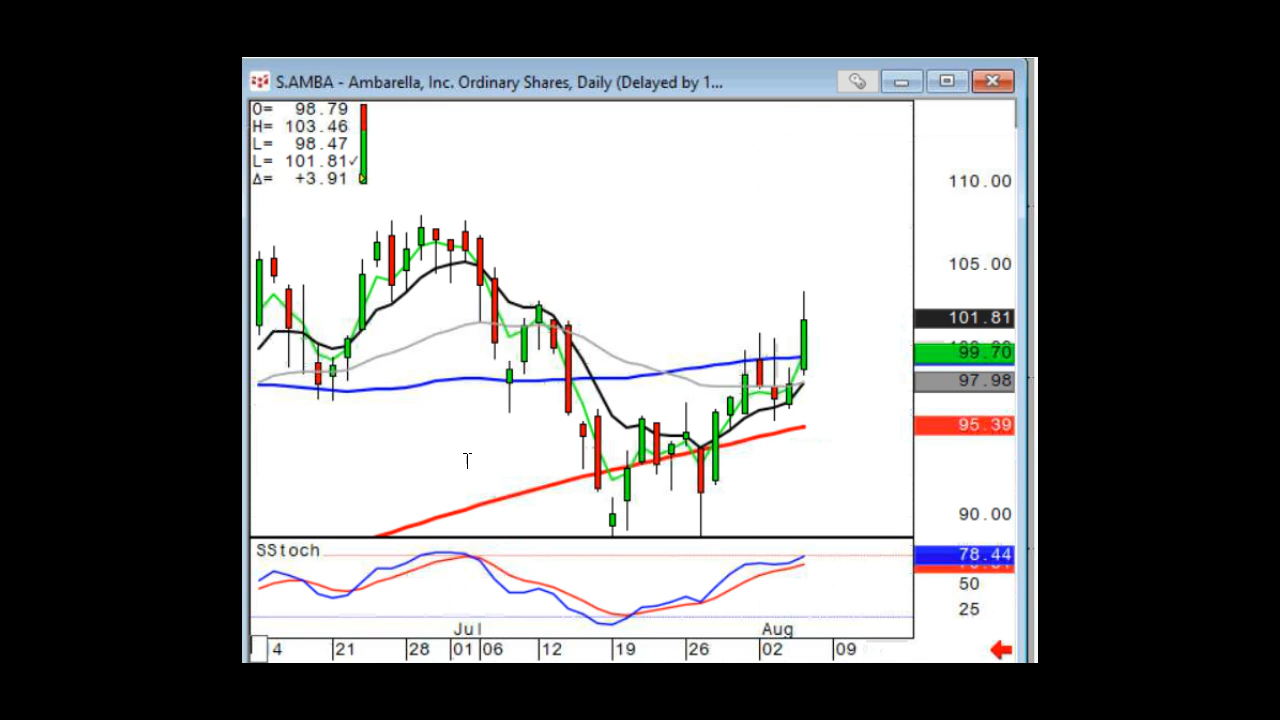 S.AMBA - Ambarella, Inc. Ordinary Shares, Daily (Delayed by 1...
O= 98.79
H= 103.46
L= 98.47
L= 101.81✓
Δ= +3.91
110.00
105.00
101.81
99.70
97.98
95.39
90.00
SStoch
78.44
50
25
Jul Aug
4 21 28 01 06 12 19 26 02 09